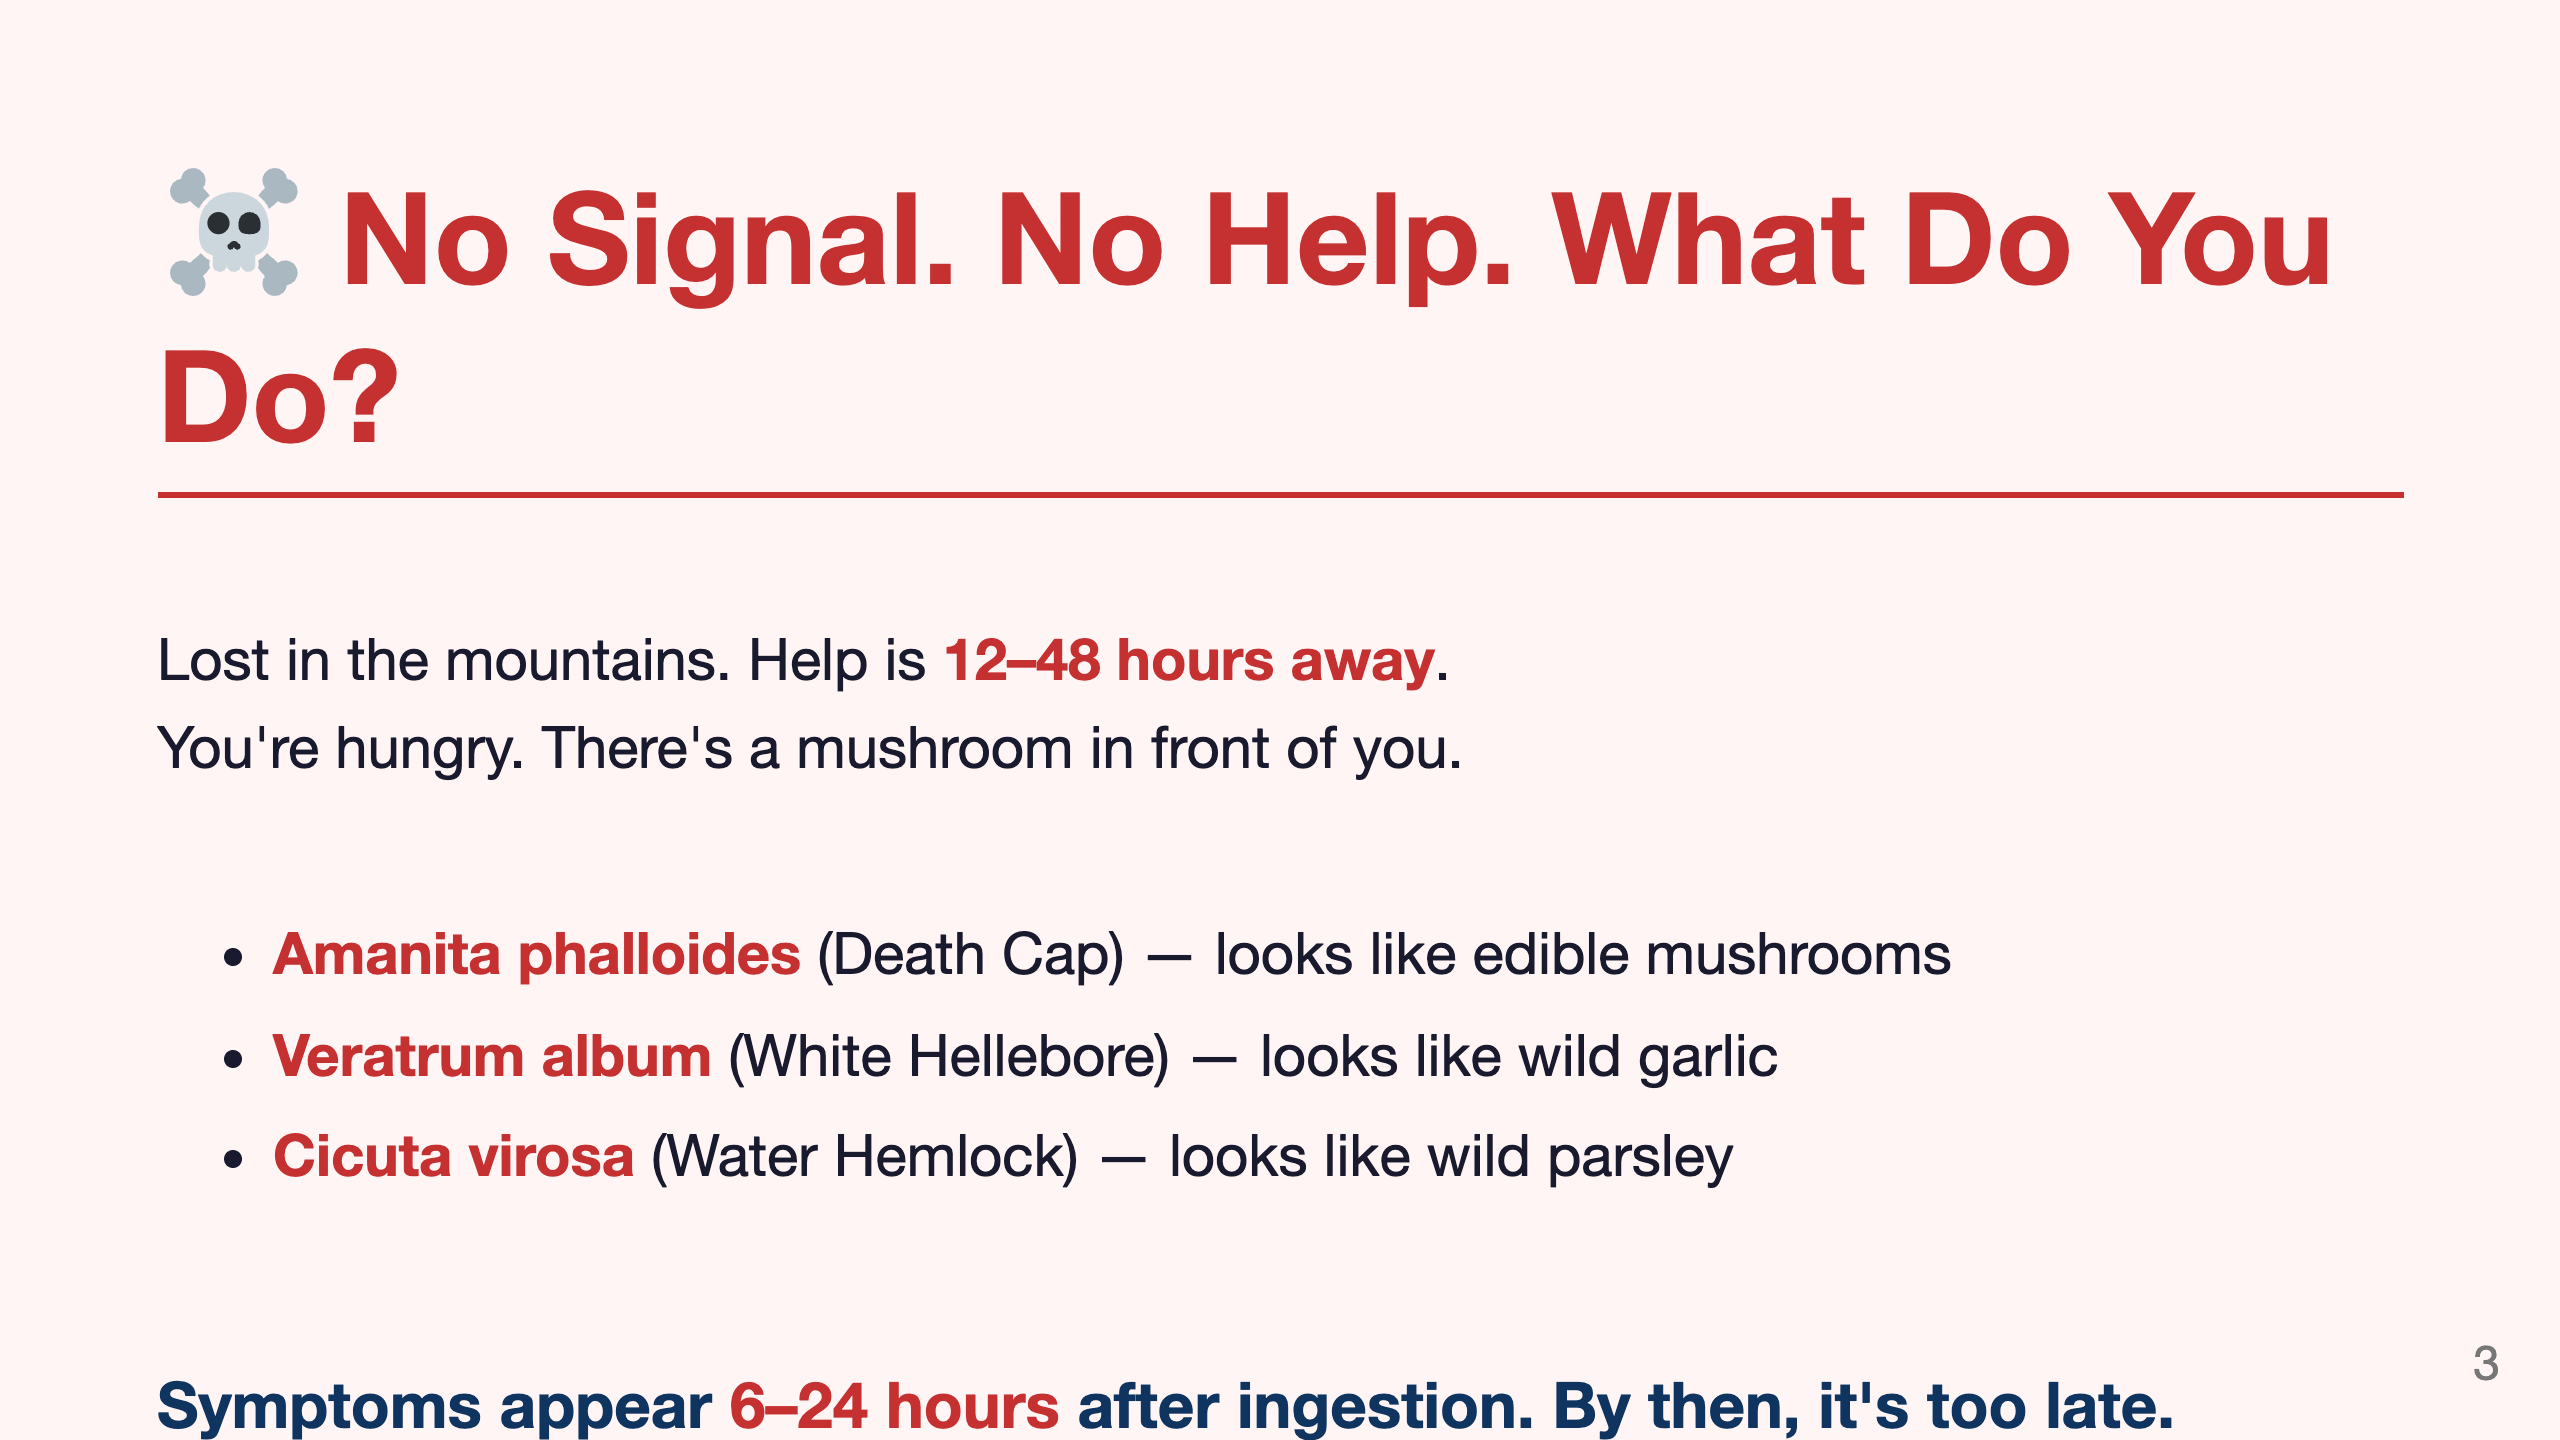 ☠️ No Signal. No Help. What Do You
Do?
Lost in the mountains. Help is 12–48 hours away.
You're hungry. There's a mushroom in front of you.
• Amanita phalloides (Death Cap) — looks like edible mushrooms
• Veratrum album (White Hellebore) — looks like wild garlic
• Cicuta virosa (Water Hemlock) — looks like wild parsley
Symptoms appear 6–24 hours after ingestion. By then, it's too late.
3